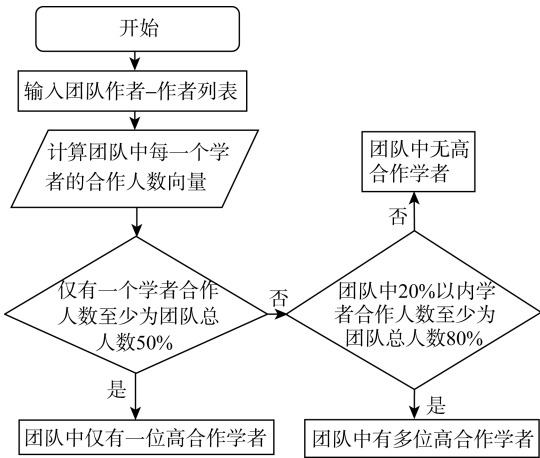 开始
输入团队作者–作者列表
计算团队中每一个学
者的合作人数向量
团队中无高
合作学者
否
仅有一个学者合作
人数至少为团队总
人数50%
否
团队中20%以内学
者合作人数至少为
团队总人数80%
是
是
团队中仅有一位高合作学者
团队中有多位高合作学者